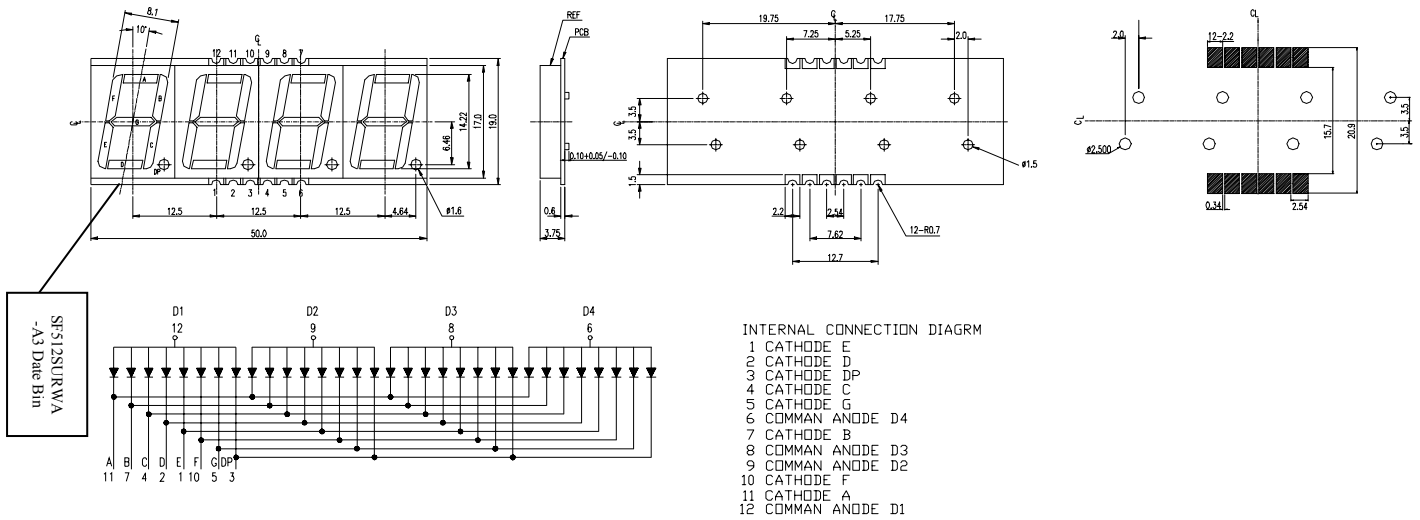 8.1
10°
12 11 10 9 8 7
A
F B
G
E C
D
DP
1 2 3 4 5 6
6.46
14.22
17.0
19.0
12.5 12.5 12.5 4.64
ø1.6
50.0
REF
PCB
0.10+0.05/-0.10
0.6
3.75
19.75 17.75
7.25 5.25 2.0
3.5
3.5
1.5
ø1.5
2.2 2.54
7.62
12-R0.7
12.7
CL
2.0 12-2.2
CL
3.5
3.5
15.7
20.9
ø2.500
0.34 2.54
SF512SURWA
-A3 Date Bin
D1 D2 D3 D4
12 9 8 6
A B C D E F G DP
11 7 4 2 1 10 5 3
INTERNAL CONNECTION DIAGRM
1 CATHODE E
2 CATHODE D
3 CATHODE DP
4 CATHODE C
5 CATHODE G
6 COMMAN ANODE D4
7 CATHODE B
8 COMMAN ANODE D3
9 COMMAN ANODE D2
10 CATHODE F
11 CATHODE A
12 COMMAN ANODE D1